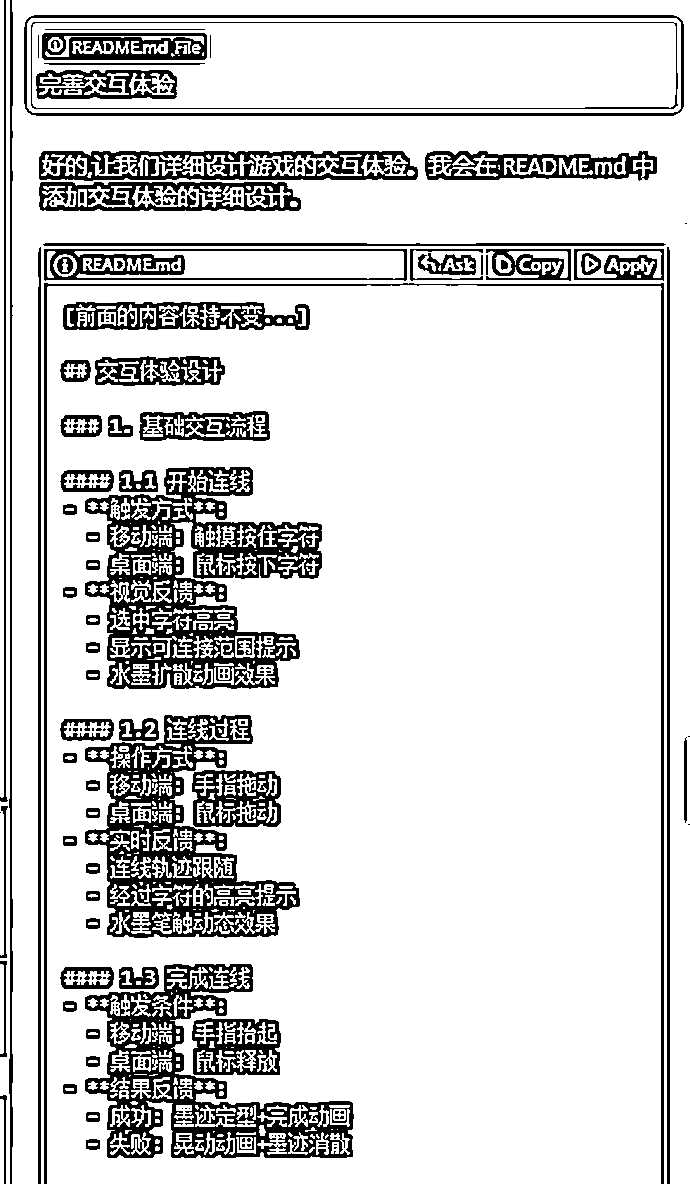 README.md File
完善交互体验
好的,让我们详细设计游戏的交互体验。我会在 README.md 中
添加交互体验的详细设计。
README.md Ask Copy Apply
[前面的内容保持不变...]
## 交互体验设计
### 1. 基础交互流程
#### 1.1 开始连线
- **触发方式**:
- 移动端: 触摸按住字符
- 桌面端: 鼠标按下字符
- **视觉反馈**:
- 选中字符高亮
- 显示可连接范围提示
- 水墨扩散动画效果
#### 1.2 连线过程
- **操作方式**:
- 移动端: 手指拖动
- 桌面端: 鼠标拖动
- **实时反馈**:
- 连线轨迹跟随
- 经过字符的高亮提示
- 水墨笔触动态效果
#### 1.3 完成连线
- **触发条件**:
- 移动端: 手指抬起
- 桌面端: 鼠标释放
- **结果反馈**:
- 成功: 墨迹定型+完成动画
- 失败: 晃动动画+墨迹消散